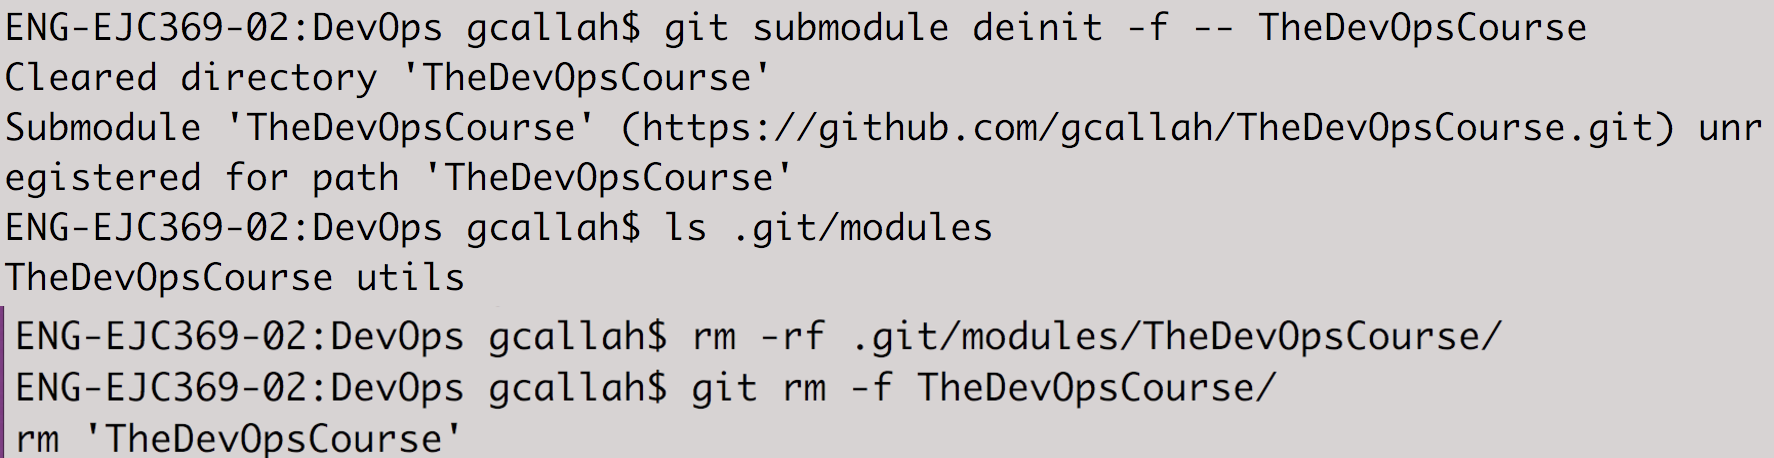 ENG-EJC369-02:DevOps gcallah$ git submodule deinit -f -- TheDevOpsCourse
Cleared directory 'TheDevOpsCourse'
Submodule 'TheDevOpsCourse' (https://github.com/gcallah/TheDevOpsCourse.git) unr
egistered for path 'TheDevOpsCourse'
ENG-EJC369-02:DevOps gcallah$ ls .git/modules
TheDevOpsCourse utils
ENG-EJC369-02:DevOps gcallah$ rm -rf .git/modules/TheDevOpsCourse/
ENG-EJC369-02:DevOps gcallah$ git rm -f TheDevOpsCourse/
rm 'TheDevOpsCourse'